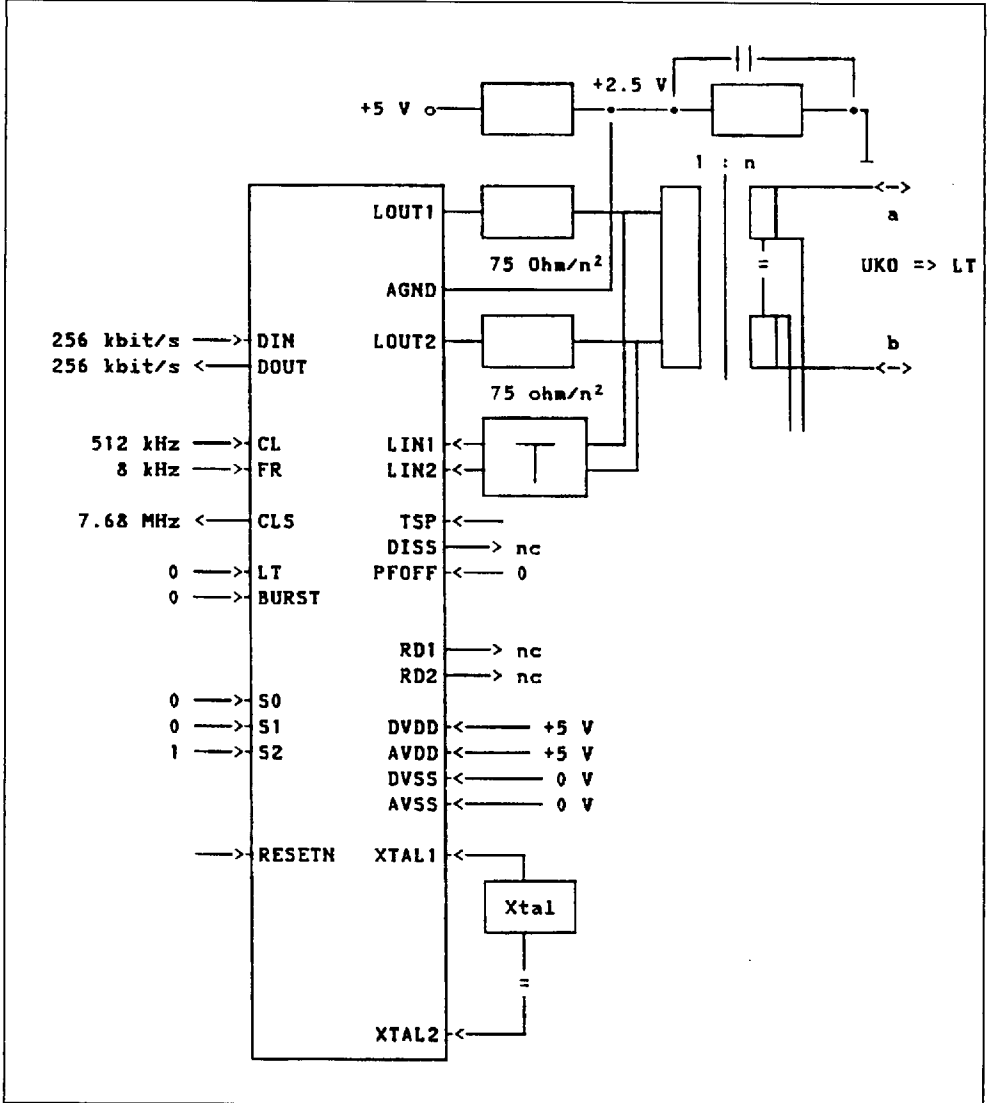 +2.5 V
+5 V
1 : n
LOUT1
a
75 Ohm/n²
UK0 => LT
AGND
256 kbit/s DIN LOUT2 b
256 kbit/s DOUT
75 ohm/n²
512 kHz CL LIN1
8 kHz FR LIN2
7.68 MHz CLS TSP
DISS nc
0 LT PFOFF 0
0 BURST
RD1 nc
RD2 nc
0 S0
0 S1 DVDD +5 V
1 S2 AVDD +5 V
DVSS 0 V
AVSS 0 V
RESETN XTAL1
Xtal
XTAL2